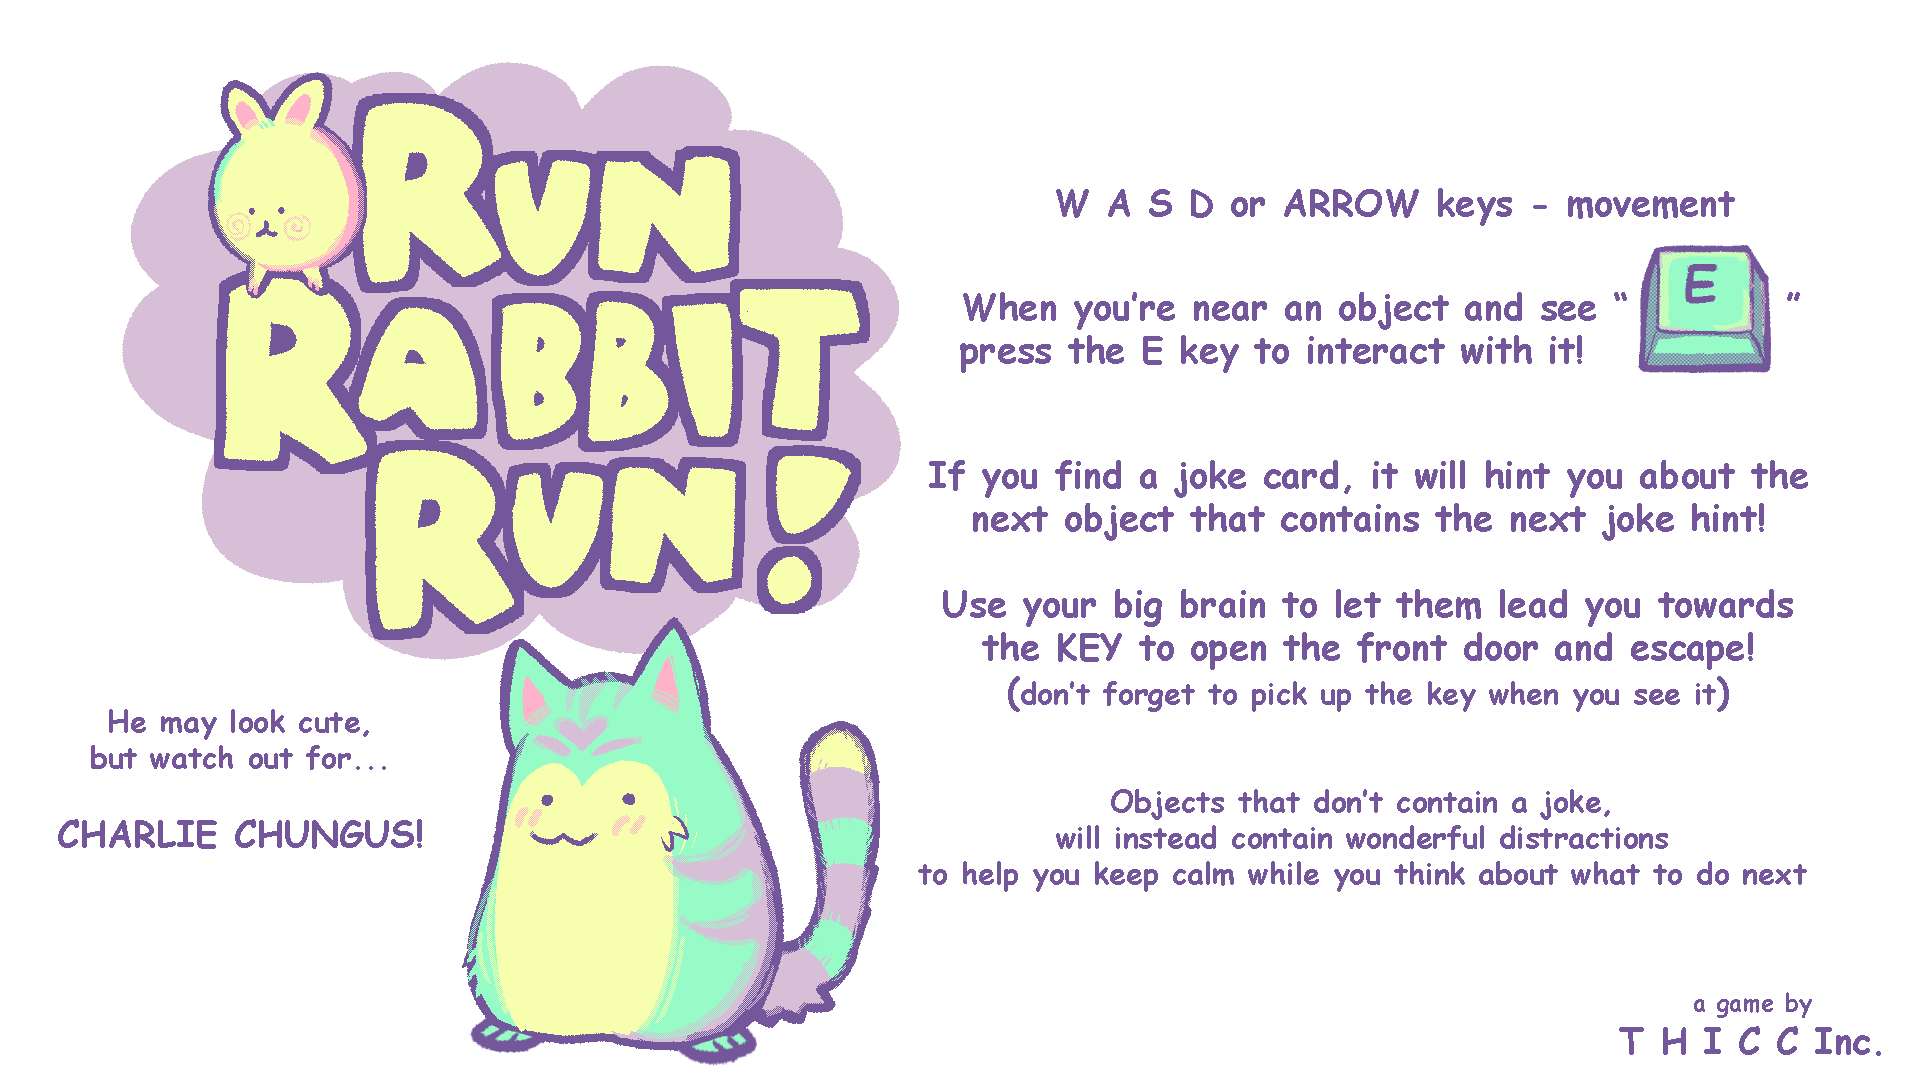 RUN
RABBIT
RUN!
He may look cute,
but watch out for...
CHARLIE CHUNGUS!
W A S D or ARROW keys - movement
When you're near an object and see “ E ”
press the E key to interact with it!
If you find a joke card, it will hint you about the
next object that contains the next joke hint!
Use your big brain to let them lead you towards
the KEY to open the front door and escape!
(don't forget to pick up the key when you see it)
Objects that don't contain a joke,
will instead contain wonderful distractions
to help you keep calm while you think about what to do next
a game by
T H I C C Inc.